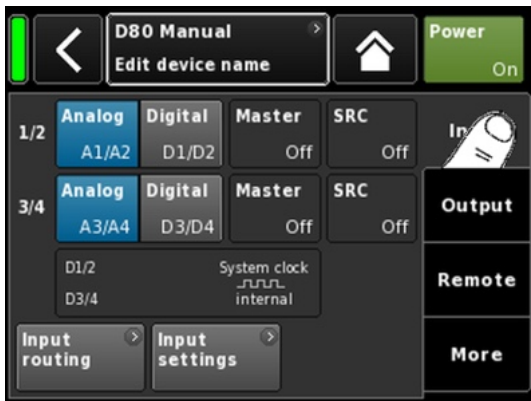 D80 Manual
Edit device name
Power
On
1/2
Analog
A1/A2
Digital
D1/D2
Master
Off
SRC
Off
3/4
Analog
A3/A4
Digital
D3/D4
Master
Off
SRC
Off
Output
D1/2
D3/4
System clock
internal
Remote
Input
routing
Input
settings
More